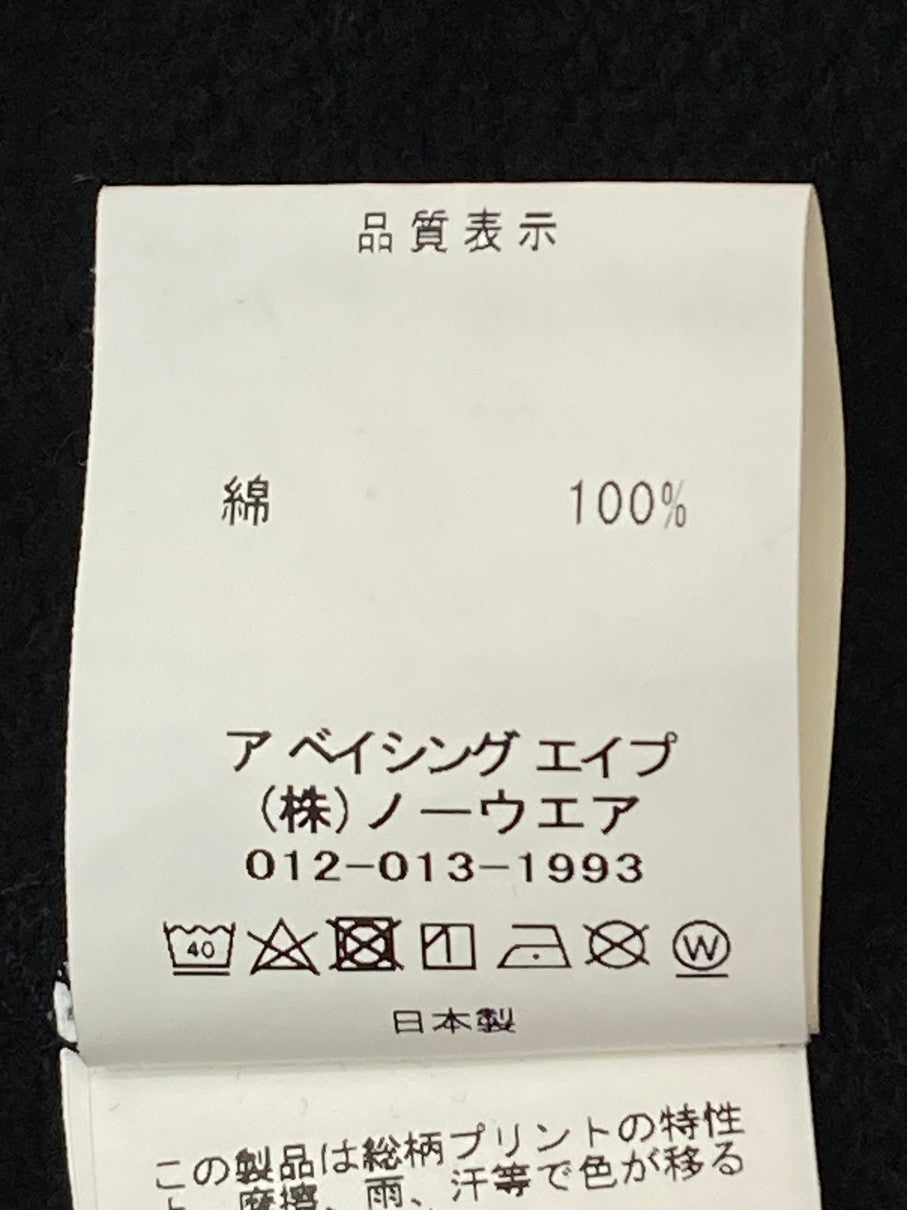 品質表示
綿 100%
ア ベイシング エイプ
(株)ノーウエア
012-013-1993
40 W
日本製
この製品は総柄プリントの特性
上、摩擦、雨、汗等で色が移る